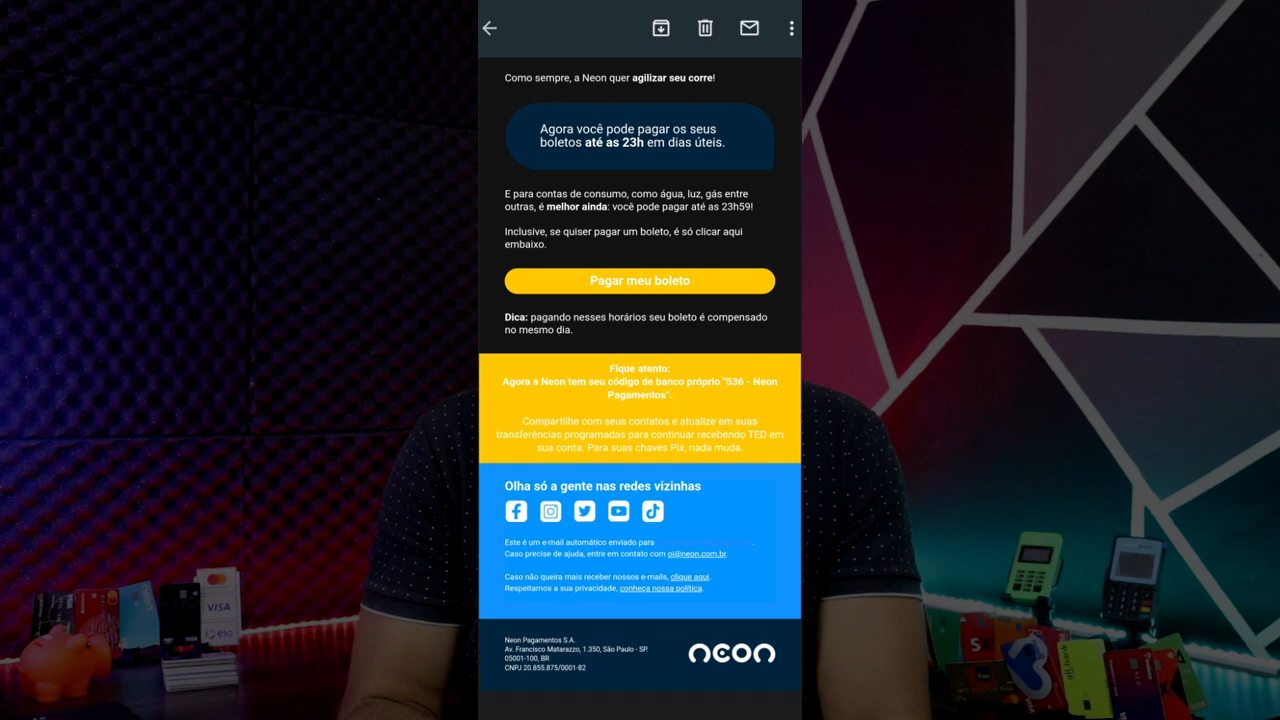 Como sempre, a Neon quer agilizar seu corre!
Agora você pode pagar os seus
boletos até as 23h em dias úteis.
E para contas de consumo, como água, luz, gás entre
outras, é melhor ainda: você pode pagar até as 23h59!
Inclusive, se quiser pagar um boleto, é só clicar aqui
embaixo.
Pagar meu boleto
Dica: pagando nesses horários seu boleto é compensado
no mesmo dia.
Fique atento:
Agora a Neon tem seu código de banco próprio "536 - Neon
Pagamentos".
Compartilhe com seus contatos e atualize em suas
transferências programadas para continuar recebendo TED em
sua conta. Para suas chaves Pix, nada muda.
Olha só a gente nas redes vizinhas
Este é um e-mail automático enviado para .
Caso precise de ajuda, entre em contato com oi@neon.com.br.
Caso não queira mais receber nossos e-mails, clique aqui.
Respeitamos a sua privacidade, conheça nossa política.
Neon Pagamentos S.A.
Av. Francisco Matarazzo, 1.350, São Paulo - SP.
05001-100, BR
CNPJ 20.855.875/0001-82
neon
VISA
elo
VISA